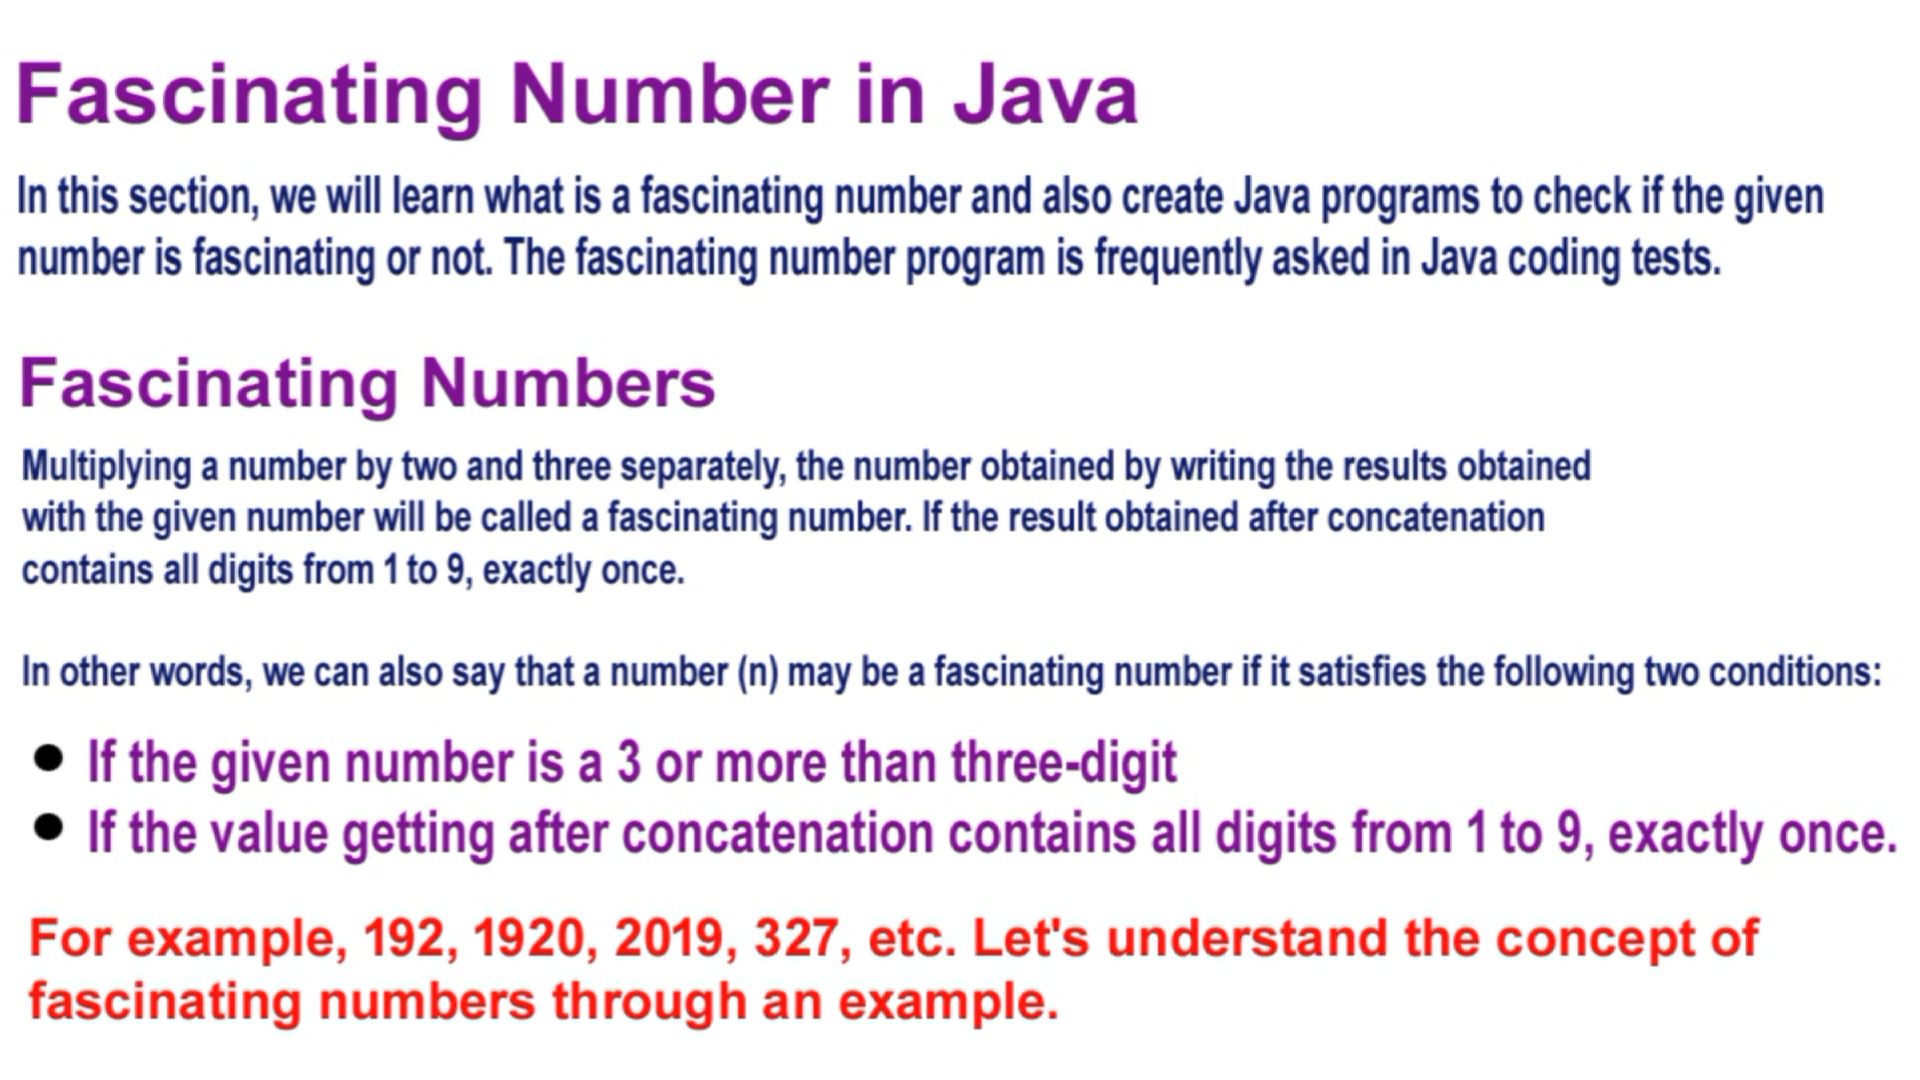 Fascinating Number in Java
In this section, we will learn what is a fascinating number and also create Java programs to check if the given
number is fascinating or not. The fascinating number program is frequently asked in Java coding tests.
Fascinating Numbers
Multiplying a number by two and three separately, the number obtained by writing the results obtained
with the given number will be called a fascinating number. If the result obtained after concatenation
contains all digits from 1 to 9, exactly once.
In other words, we can also say that a number (n) may be a fascinating number if it satisfies the following two conditions:
● If the given number is a 3 or more than three-digit
● If the value getting after concatenation contains all digits from 1 to 9, exactly once.
For example, 192, 1920, 2019, 327, etc. Let's understand the concept of
fascinating numbers through an example.